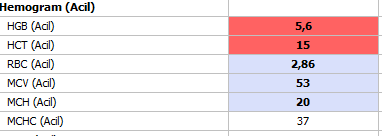 Hemogram (Acil)
HGB (Acil) 5,6
HCT (Acil) 15
RBC (Acil) 2,86
MCV (Acil) 53
MCH (Acil) 20
MCHC (Acil) 37